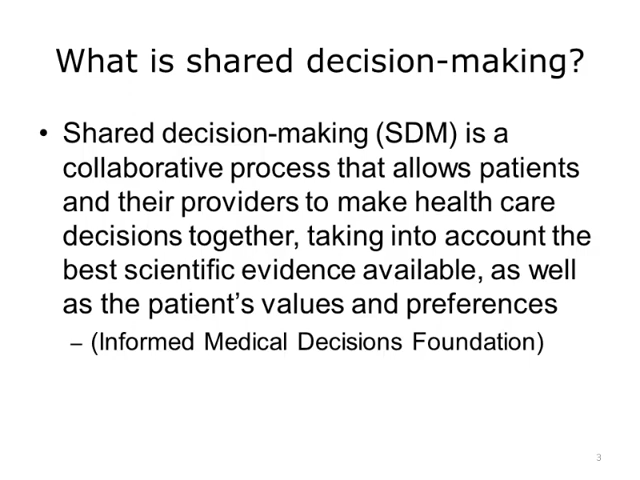 What is shared decision-making?
• Shared decision-making (SDM) is a
collaborative process that allows patients
and their providers to make health care
decisions together, taking into account the
best scientific evidence available, as well
as the patient’s values and preferences
– (Informed Medical Decisions Foundation)
3